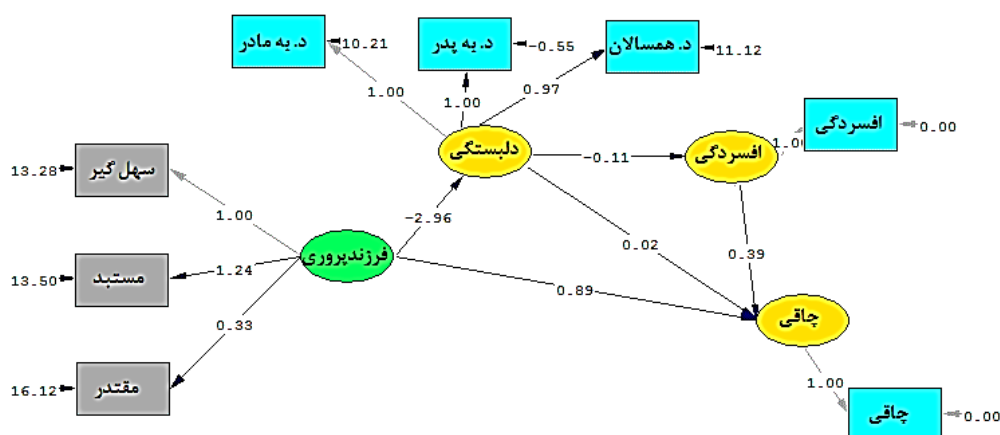 د. به مادر
10.21
د. به پدر
-0.55
د. همسالان
11.12
1.00
1.00
0.97
افسردگی
0.00
1.00
دلبستگی
-0.11
افسردگی
13.28
سهل گیر
1.00
-2.96
0.02
0.39
فرزندپروری
13.50
مستبد
1.24
0.89
چاقی
0.33
16.12
مقتدر
1.00
چاقی
0.00